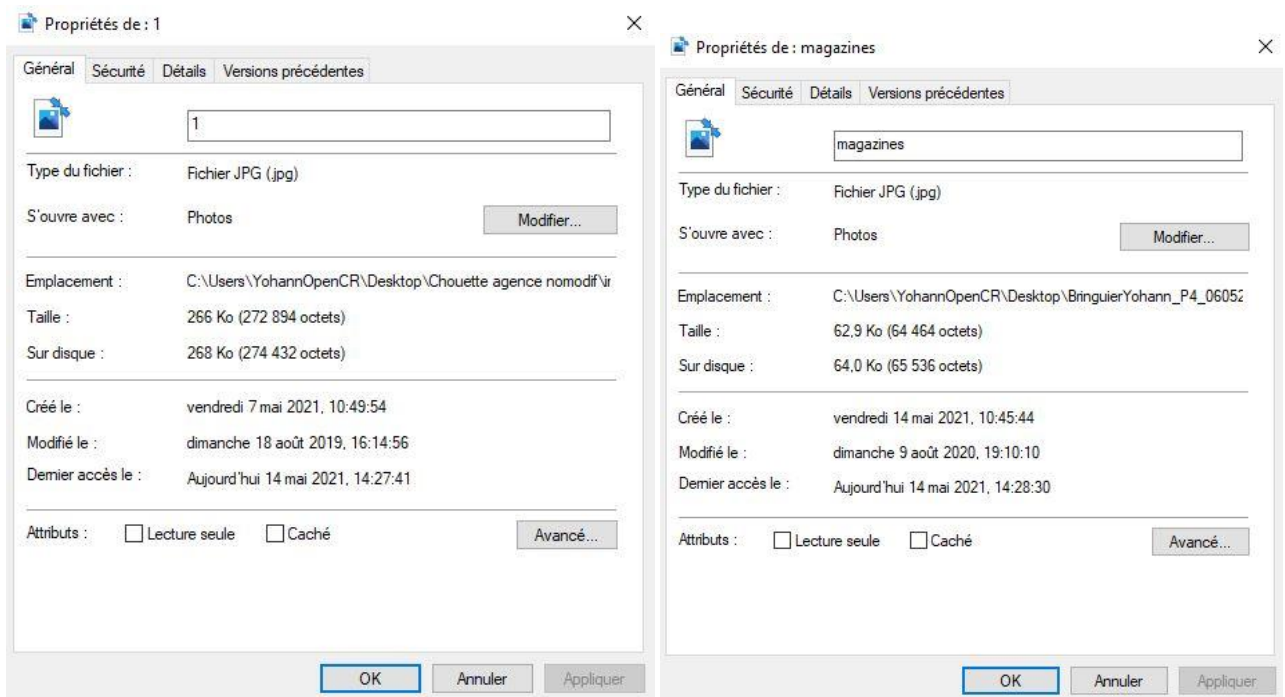 Propriétés de : 1
Général Sécurité Détails Versions précédentes
1
Type du fichier : Fichier JPG (.jpg)
S'ouvre avec : Photos Modifier...
Emplacement : C:\Users\YohannOpenCR\Desktop\Chouette agence nomodif\ir
Taille : 266 Ko (272 894 octets)
Sur disque : 268 Ko (274 432 octets)
Créé le : vendredi 7 mai 2021, 10:49:54
Modifié le : dimanche 18 août 2019, 16:14:56
Dernier accès le : Aujourd'hui 14 mai 2021, 14:27:41
Attributs : Lecture seule Caché Avancé...
OK Annuler Appliquer
Propriétés de : magazines
Général Sécurité Détails Versions précédentes
magazines
Type du fichier : Fichier JPG (.jpg)
S'ouvre avec : Photos Modifier...
Emplacement : C:\Users\YohannOpenCR\Desktop\BringuierYohann_P4_06052
Taille : 62,9 Ko (64 464 octets)
Sur disque : 64,0 Ko (65 536 octets)
Créé le : vendredi 14 mai 2021, 10:45:44
Modifié le : dimanche 9 août 2020, 19:10:10
Dernier accès le : Aujourd'hui 14 mai 2021, 14:28:30
Attributs : Lecture seule Caché Avancé...
OK Annuler Appliquer